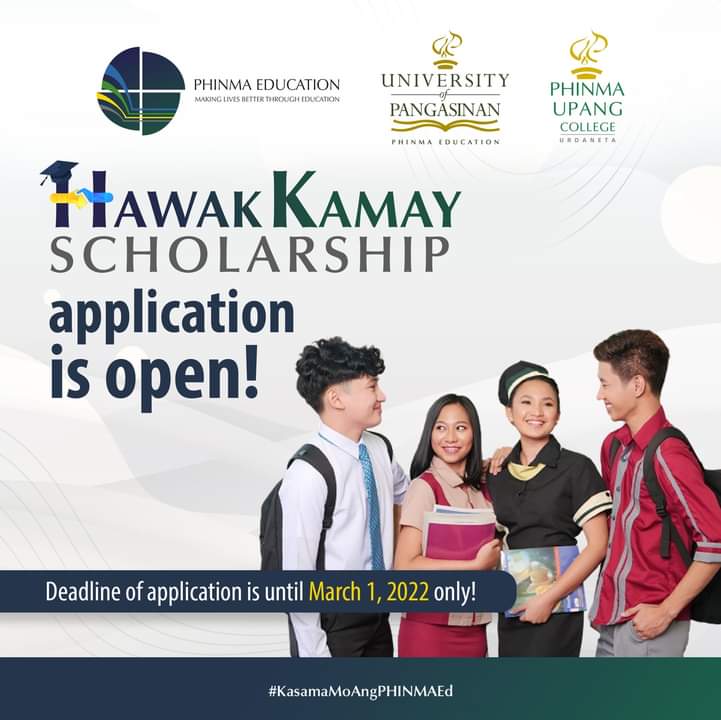 PHINMA EDUCATION
MAKING LIVES BETTER THROUGH EDUCATION
UNIVERSITY
of
PANGASINAN
PHINMA EDUCATION
PHINMA
UPANG
COLLEGE
URDANETA
HAWAK KAMAY
SCHOLARSHIP
application
is open!
Deadline of application is until March 1, 2022 only!
#KasamaMoAngPHINMAEd